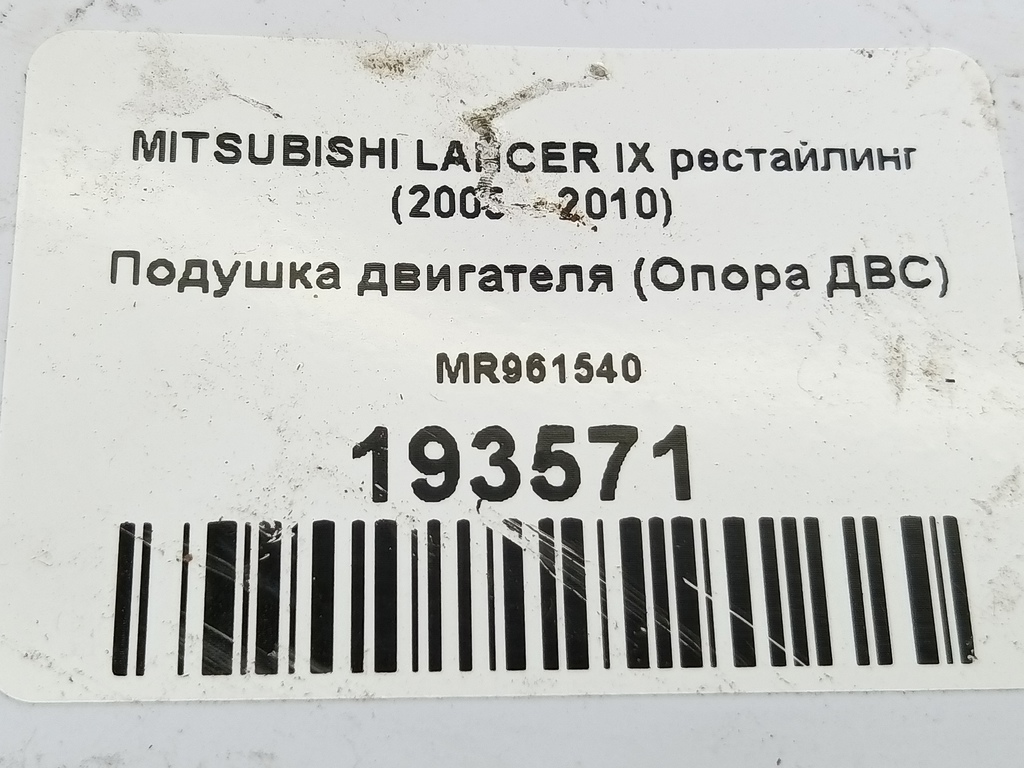 MITSUBISHI LANCER IX рестайлинг
(2005 - 2010)
Подушка двигателя (Опора ДВС)
MR961540
193571